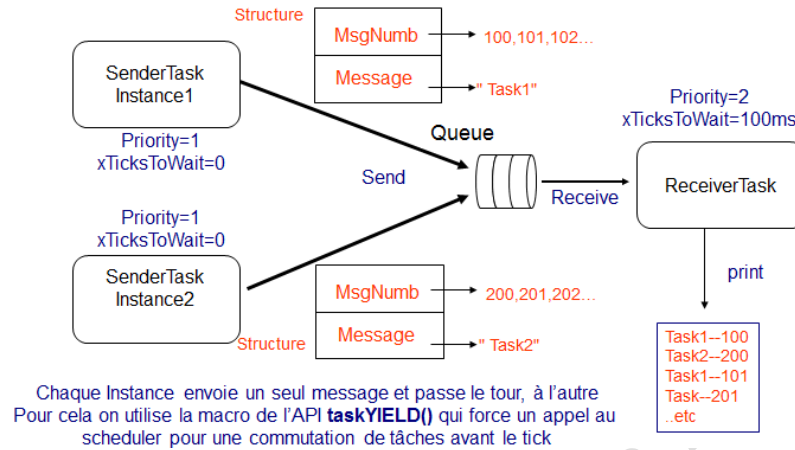 Structure
MsgNumb
100,101,102...
Message
" Task1"
SenderTask
Instance1
Priority=1
xTicksToWait=0
Queue
Send
Receive
Priority=2
xTicksToWait=100ms
ReceiverTask
print
Priority=1
xTicksToWait=0
SenderTask
Instance2
Structure
MsgNumb
200,201,202...
Message
" Task2"
Task1--100
Task2--200
Task1--101
Task--201
..etc
Chaque Instance envoie un seul message et passe le tour, à l'autre
Pour cela on utilise la macro de l'API taskYIELD() qui force un appel au
scheduler pour une commutation de tâches avant le tick